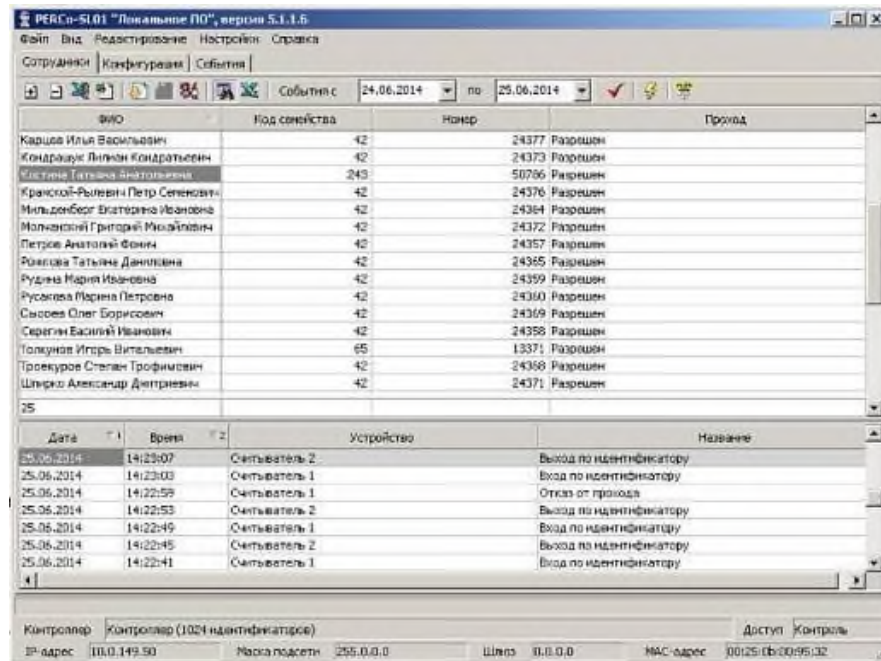 PERCo-SL01 "Локальное ПО", версия 5.1.1.6
Файл Вид Редактирование Настройки Справка
Сотрудники Конфигурация События
События с 24.06.2014 по 25.06.2014
ФИО Код семейства Номер Проход
Карцев Илья Васильевич 42 24377 Разрешен
Кондращук Лилиан Кондратьевич 42 24373 Разрешен
Костина Татьяна Анатольевна 243 50786 Разрешен
Кранской-Рылевич Петр Семенович 42 24376 Разрешен
Мильденберг Екатерина Ивановна 42 24364 Разрешен
Молчанский Григорий Михайлович 42 24372 Разрешен
Петров Анатолий Фомич 42 24357 Разрешен
Татьяна Даниловна 42 24365 Разрешен
Рудина Мария Ивановна 42 24359 Разрешен
Русакова Марина Петровна 42 24360 Разрешен
Сысоев Олег Борисович 42 24369 Разрешен
Серегин Василий Иванович 42 24358 Разрешен
Толкунов Игорь Витальевич 65 13371 Разрешен
Троекуров Степан Трофимович 42 24368 Разрешен
Шпирко Александр Дмитриевич 42 24371 Разрешен
25
Дата 1 Время 2 Устройство Название
25.06.2014 14:23:07 Считыватель 2 Выход по идентификатору
25.06.2014 14:23:03 Считыватель 1 Вход по идентификатору
25.06.2014 14:22:59 Считыватель 1 Отказ от прохода
25.06.2014 14:22:53 Считыватель 2 Выход по идентификатору
25.06.2014 14:22:49 Считыватель 1 Вход по идентификатору
25.06.2014 14:22:45 Считыватель 2 Выход по идентификатору
25.06.2014 14:22:41 Считыватель 1 Вход по идентификатору
Контроллер Контроллер (1024 идентификаторов) Доступ Контроль
IP-адрес 10.0.149.50 Маска подсети 255.0.0.0 Шлюз 0.0.0.0 MAC-адрес 00:25:0b:00:95:32